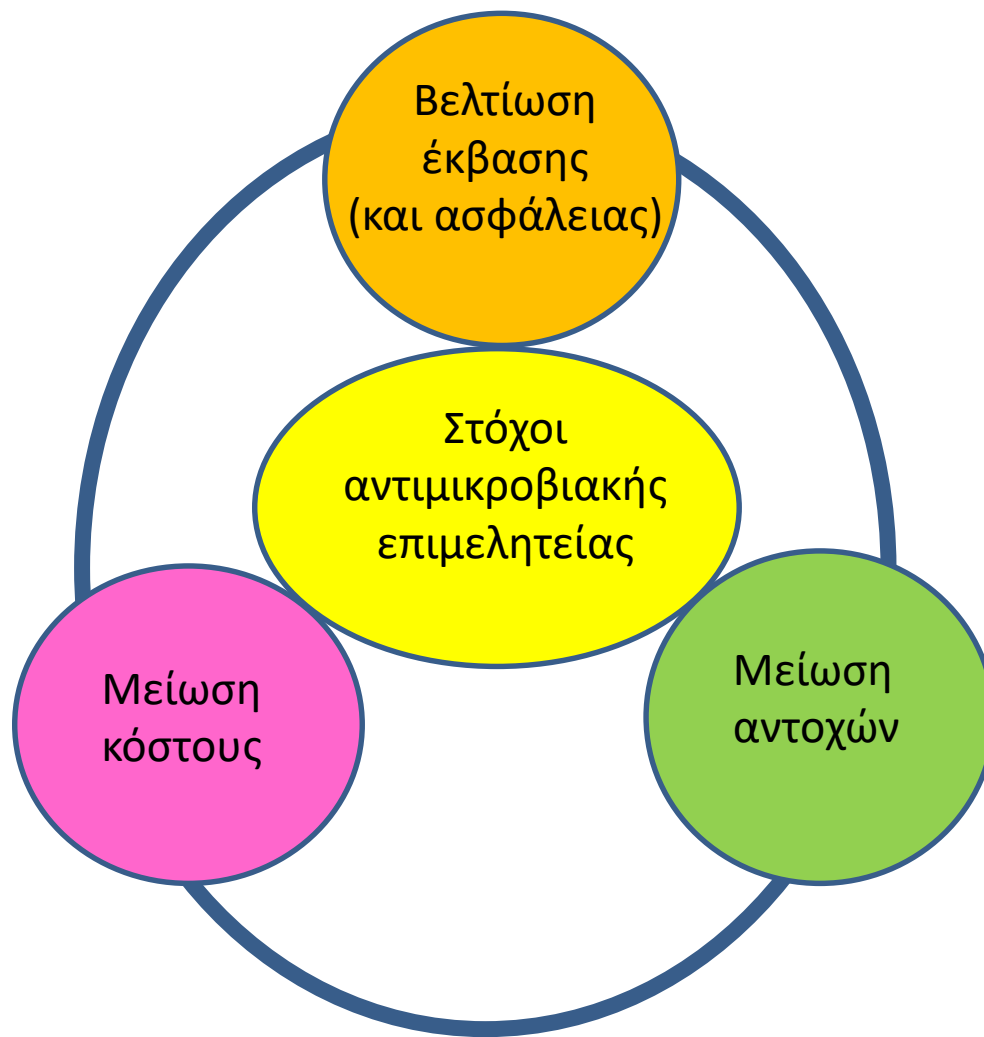 Βελτίωση
έκβασης
(και ασφάλειας)
Στόχοι
αντιμικροβιακής
επιμελητείας
Μείωση
κόστους
Μείωση
αντοχών